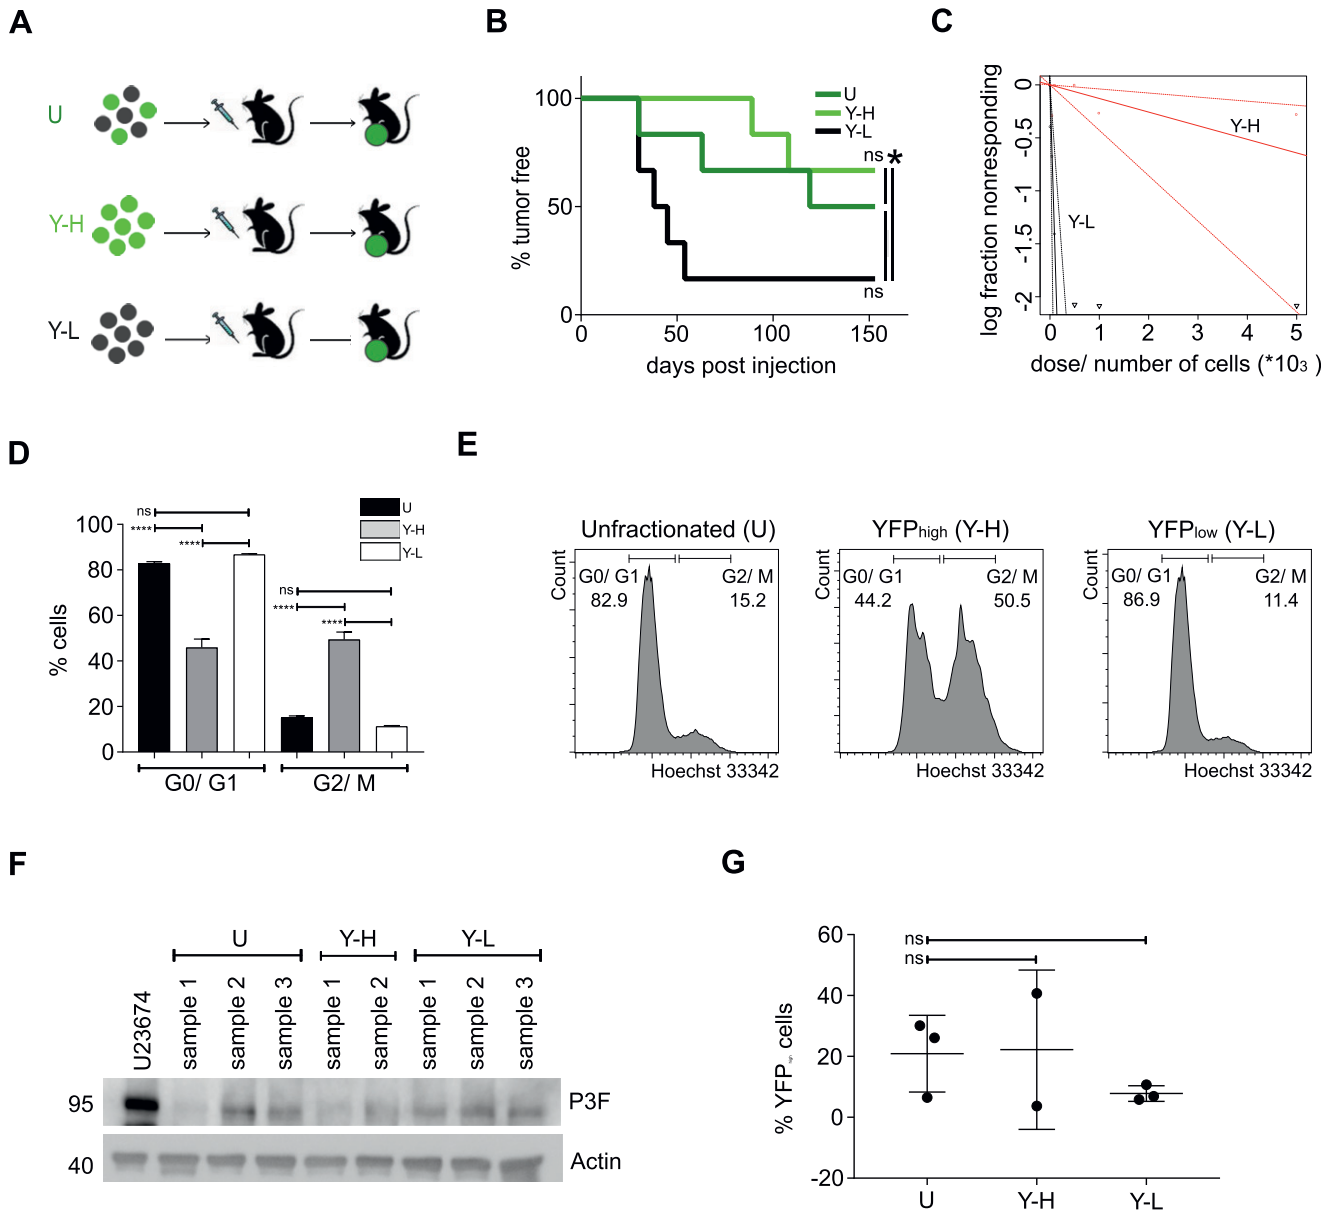 A
U
Y-H
Y-L
B
% tumor free
100
50
0
0
50
100
150
days post injection
U
Y-H
Y-L
ns *
ns
C
log fraction nonresponding
0
-0.5
-1
-1.5
-2
Y-H
Y-L
0 1 2 3 4 5
dose/ number of cells (*103 )
D
% cells
100
80
60
40
20
0
ns
****
****
ns
****
****
U
Y-H
Y-L
G0/ G1
G2/ M
E
Unfractionated (U)
Count
G0/ G1 G2/ M
82.9 15.2
Hoechst 33342
YFPhigh (Y-H)
Count
G0/ G1 G2/ M
44.2 50.5
Hoechst 33342
YFPlow (Y-L)
Count
G0/ G1 G2/ M
86.9 11.4
Hoechst 33342
F
U Y-H Y-L
U23674
sample 1
sample 2
sample 3
sample 1
sample 2
sample 1
sample 2
sample 3
95 P3F
40 Actin
G
% YFPhigh cells
60
40
20
0
-20
ns
ns
U Y-H Y-L